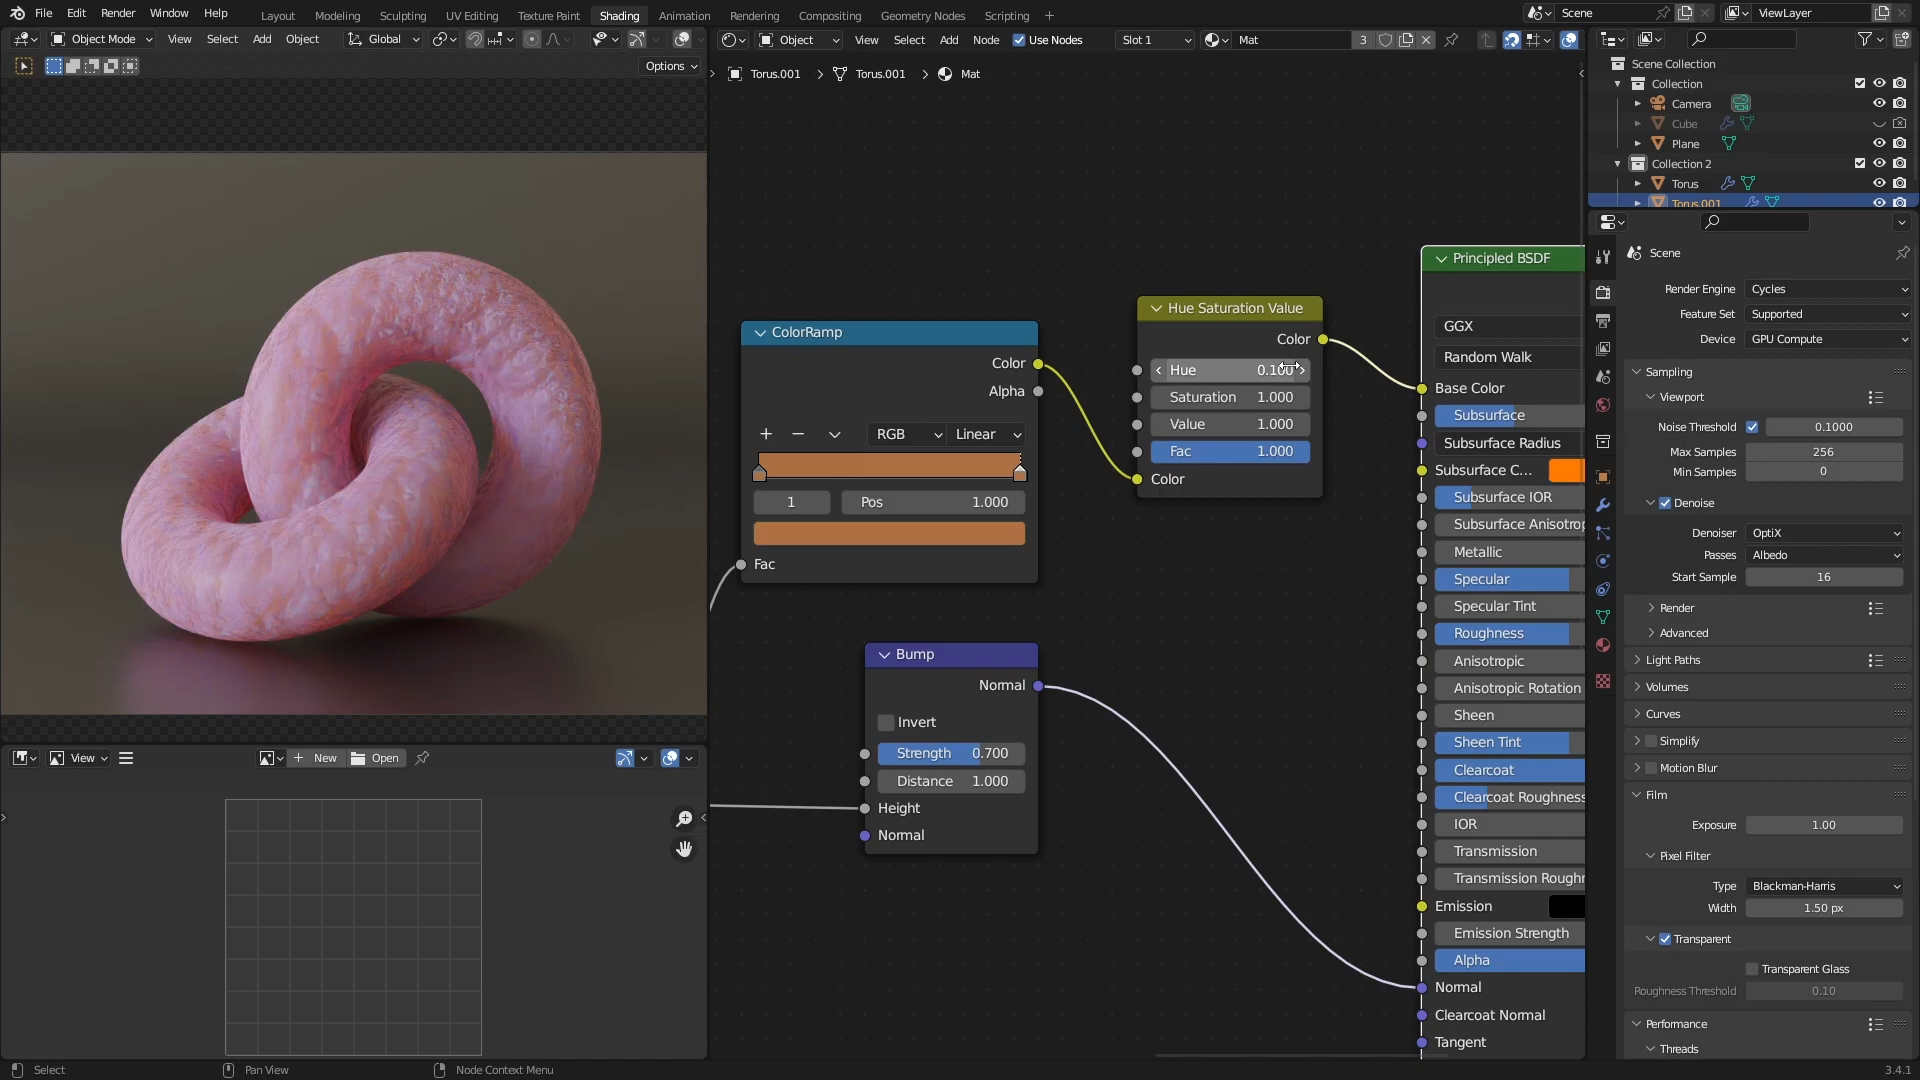 File Edit Render Window Help Layout Modeling Sculpting UV Editing Texture Paint Shading Animation Rendering Compositing Geometry Nodes Scripting + Scene ViewLayer
Object Mode View Select Add Object Global
Options
Object View Select Add Node Use Nodes Slot 1 Mat 3
Torus.001 Torus.001 Mat
ColorRamp
Color
Alpha
RGB Linear
1 Pos 1.000
Fac
Hue Saturation Value
Color
Hue 0.100
Saturation 1.000
Value 1.000
Fac 1.000
Color
Bump
Normal
Invert
Strength 0.700
Distance 1.000
Height
Normal
Principled BSDF
GGX
Random Walk
Base Color
Subsurface
Subsurface Radius
Subsurface C...
Subsurface IOR
Subsurface Anisotrop
Metallic
Specular
Specular Tint
Roughness
Anisotropic
Anisotropic Rotation
Sheen
Sheen Tint
Clearcoat
Clearcoat Roughness
IOR
Transmission
Transmission Roughn
Emission
Emission Strength
Alpha
Normal
Clearcoat Normal
Tangent
View New Open
Scene Collection
Collection
Camera
Cube
Plane
Collection 2
Torus
Torus.001
Scene
Render Engine Cycles
Feature Set Supported
Device GPU Compute
Sampling
Viewport
Noise Threshold 0.1000
Max Samples 256
Min Samples 0
Denoise
Denoiser OptiX
Passes Albedo
Start Sample 16
Render
Advanced
Light Paths
Volumes
Curves
Simplify
Motion Blur
Film
Exposure 1.00
Pixel Filter
Type Blackman-Harris
Width 1.50 px
Transparent
Transparent Glass
Roughness Threshold 0.10
Performance
Threads
Select Pan View Node Context Menu 3.4.1